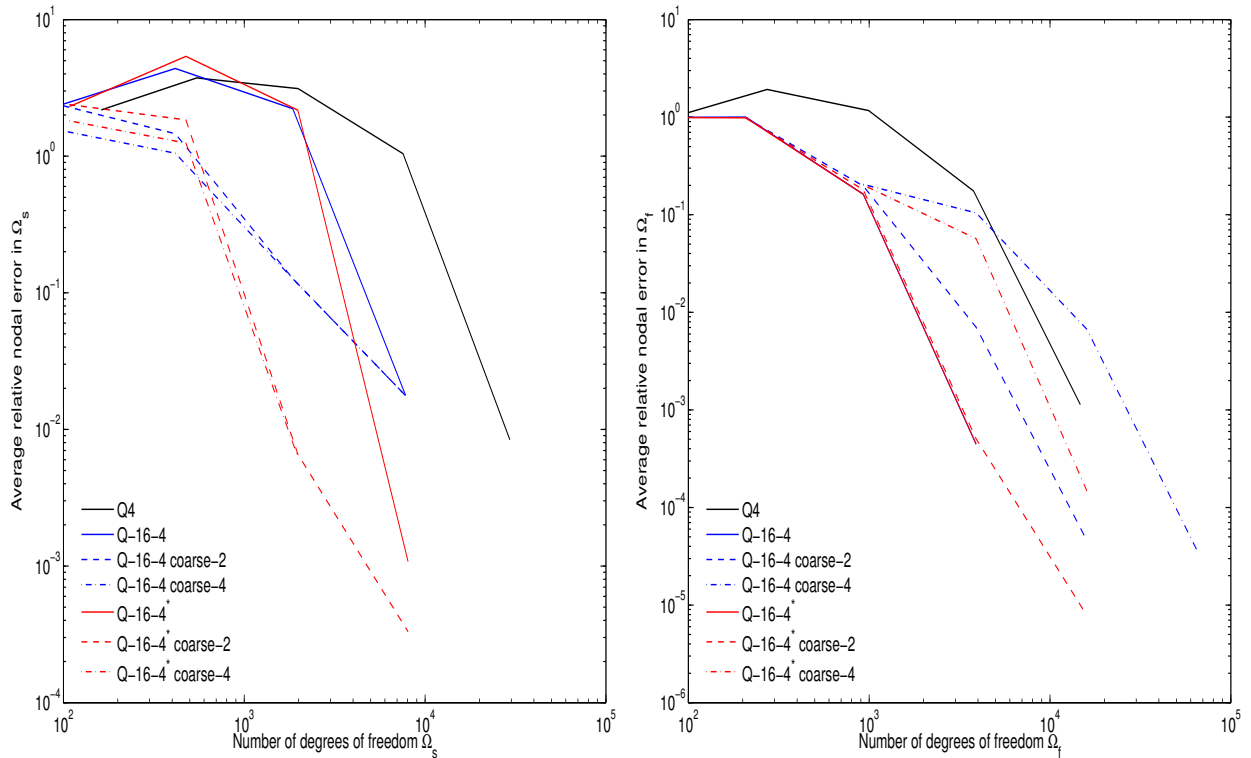 Average relative nodal error in Ω_s
10^1
10^0
10^-1
10^-2
10^-3
10^-4
Q4
Q-16-4
Q-16-4 coarse-2
Q-16-4 coarse-4
Q-16-4^*
Q-16-4^* coarse-2
Q-16-4^* coarse-4
10^2 10^3 10^4 10^5
Number of degrees of freedom Ω_s
Average relative nodal error in Ω_f
10^1
10^0
10^-1
10^-2
10^-3
10^-4
10^-5
10^-6
Q4
Q-16-4
Q-16-4 coarse-2
Q-16-4 coarse-4
Q-16-4^*
Q-16-4^* coarse-2
Q-16-4^* coarse-4
10^2 10^3 10^4 10^5
Number of degrees of freedom Ω_f